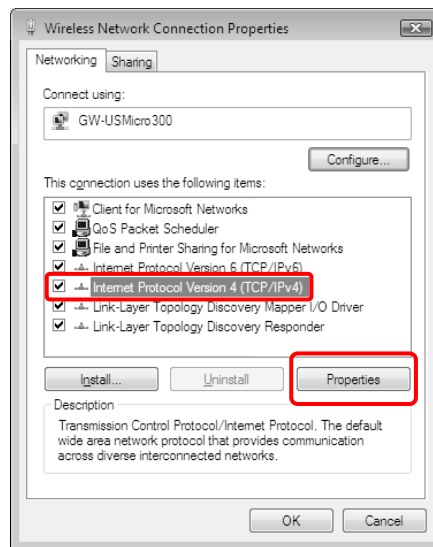 Wireless Network Connection Properties
Networking Sharing
Connect using:
GW-USMicro300
Configure...
This connection uses the following items:
Client for Microsoft Networks
QoS Packet Scheduler
File and Printer Sharing for Microsoft Networks
Internet Protocol Version 6 (TCP/IPv6)
Internet Protocol Version 4 (TCP/IPv4)
Link-Layer Topology Discovery Mapper I/O Driver
Link-Layer Topology Discovery Responder
Install... Uninstall Properties
Description
Transmission Control Protocol/Internet Protocol. The default
wide area network protocol that provides communication
across diverse interconnected networks.
OK Cancel